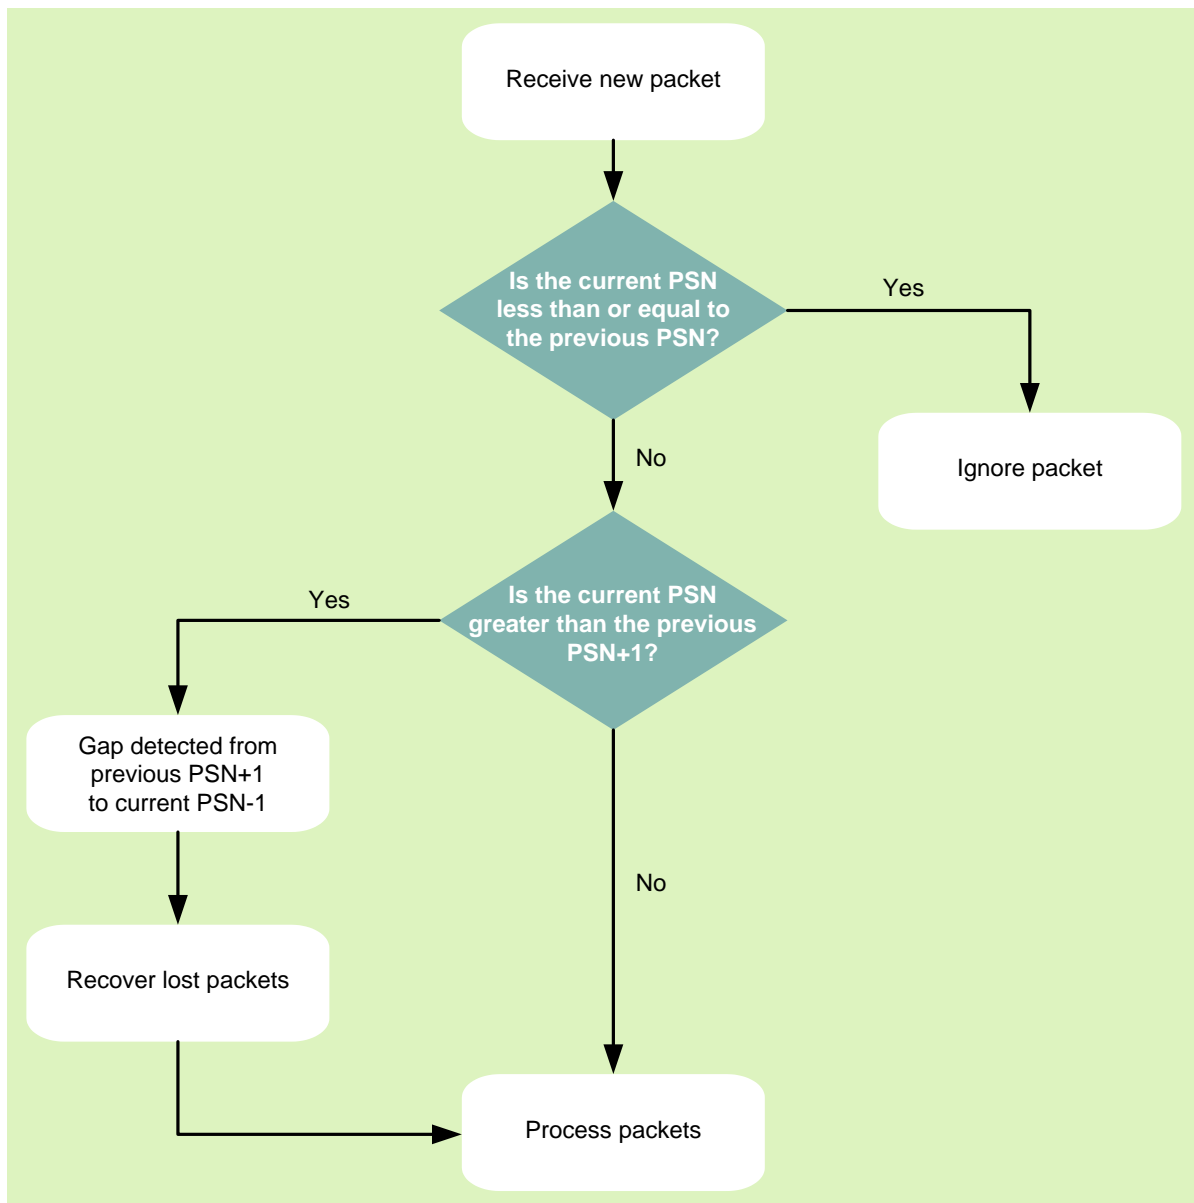 Receive new packet
Is the current PSN
less than or equal to
the previous PSN?
Yes
Ignore packet
No
Is the current PSN
greater than the previous
PSN+1?
Yes
Gap detected from
previous PSN+1
to current PSN-1
No
Recover lost packets
Process packets